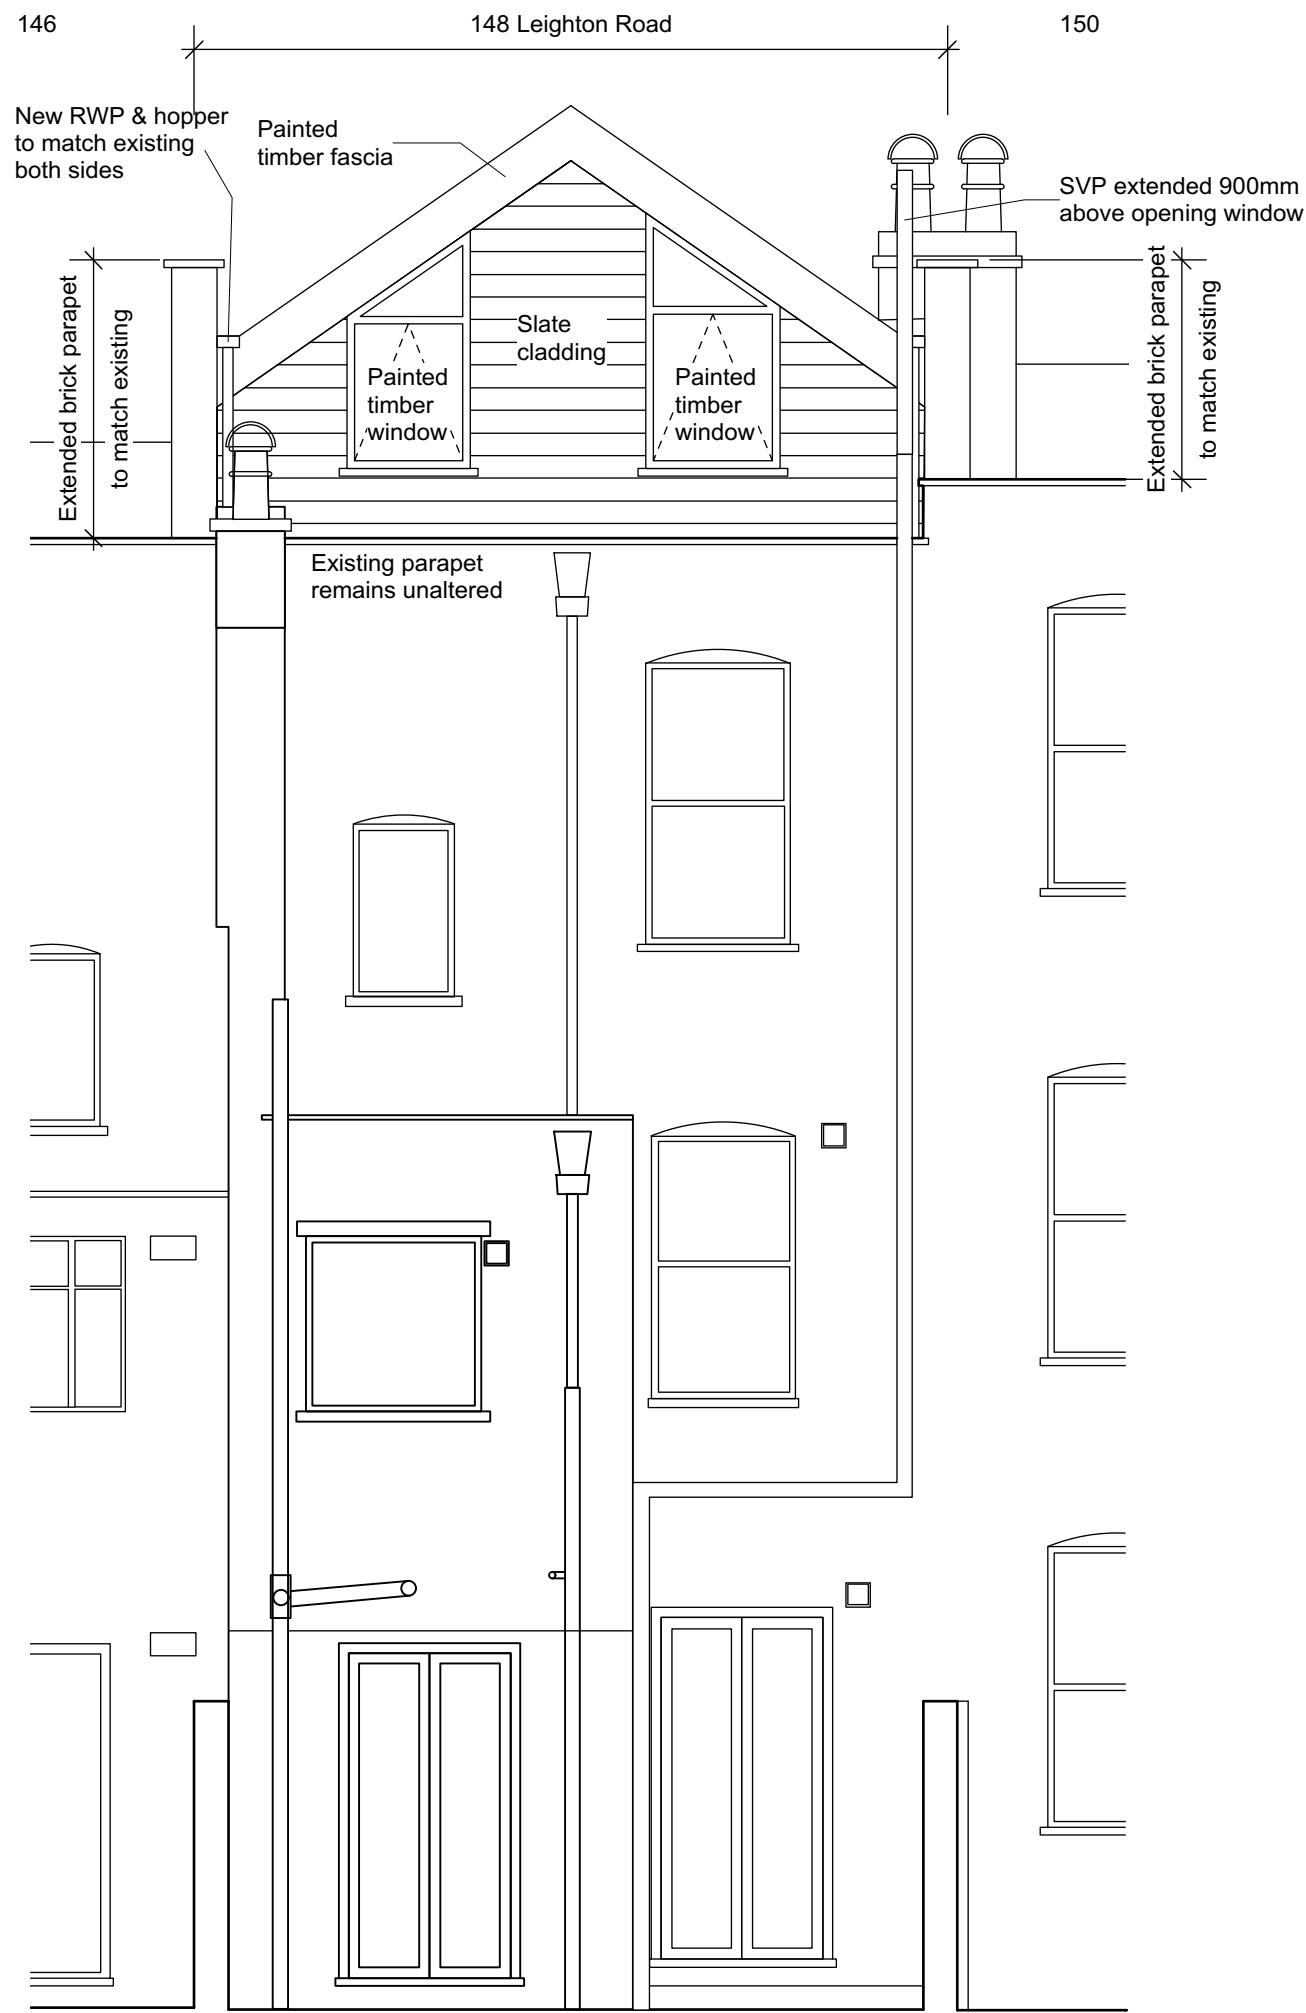 146
148 Leighton Road
150
New RWP & hopper
to match existing
both sides
Painted
timber fascia
SVP extended 900mm
above opening window
Extended brick parapet
to match existing
Slate
cladding
Painted
timber
window
Painted
timber
window
Extended brick parapet
to match existing
Existing parapet
remains unaltered